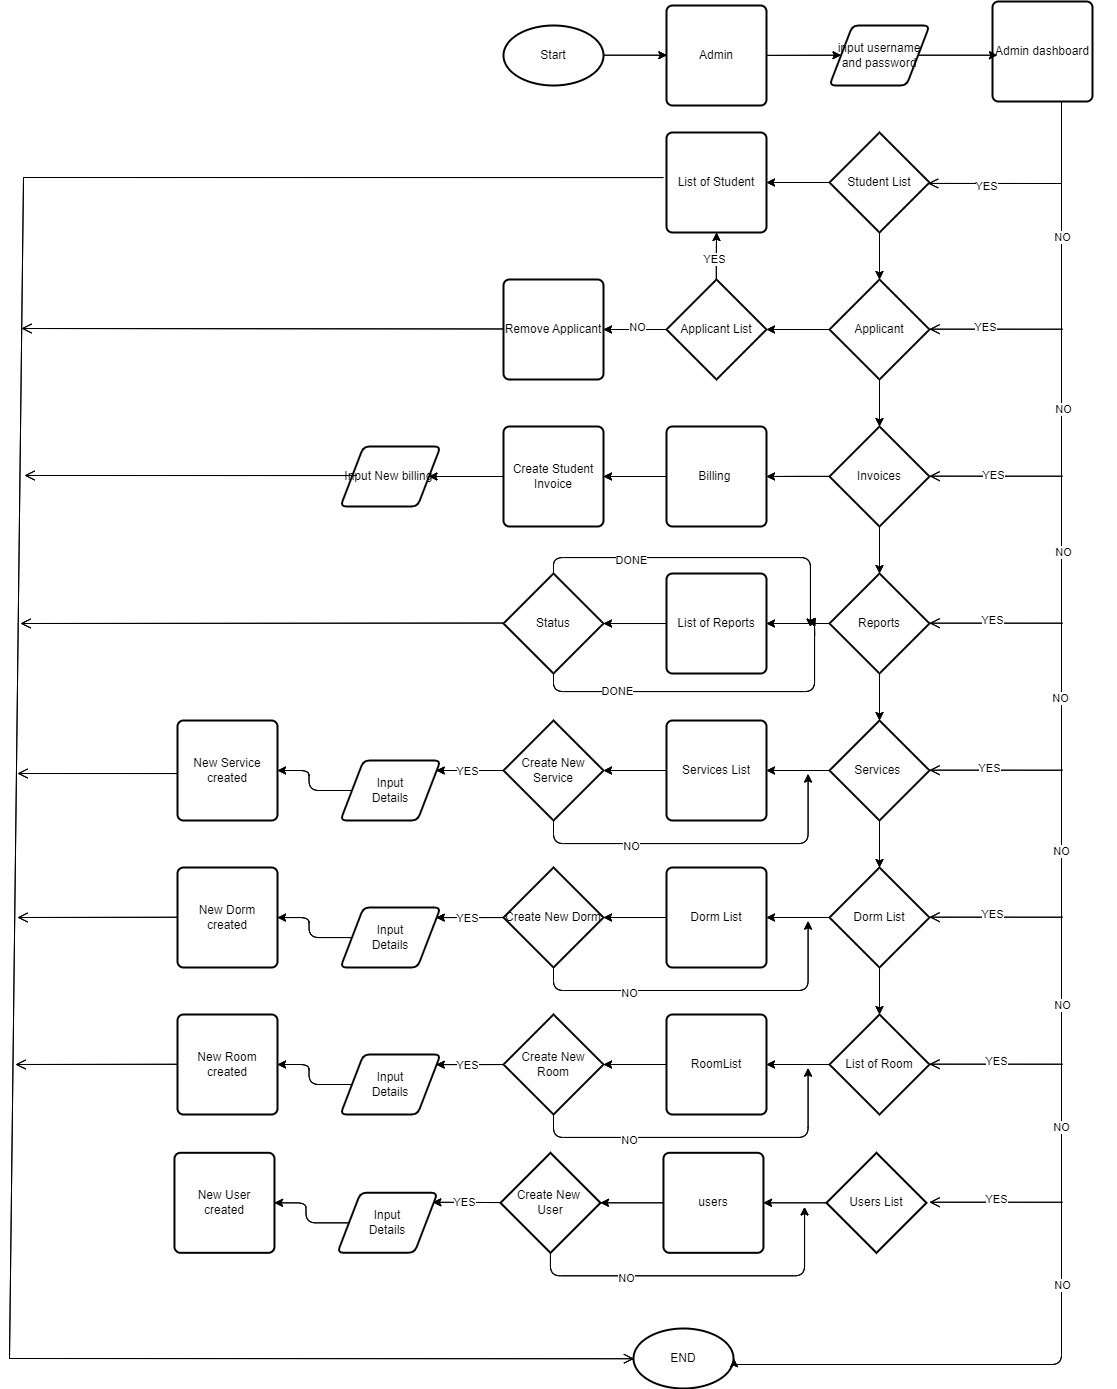 Start
Admin
input username
and password
Admin dashboard
List of Student
Student List
YES
NO
YES
Remove Applicant
NO
Applicant List
Applicant
YES
NO
Input New billing
Create Student
Invoice
Billing
Invoices
YES
NO
DONE
Status
List of Reports
Reports
YES
DONE
NO
New Service
created
Input
Details
YES
Create New
Service
Services List
Services
YES
NO
NO
New Dorm
created
Input
Details
YES
Create New Dorm
Dorm List
Dorm List
YES
NO
NO
New Room
created
Input
Details
YES
Create New
Room
RoomList
List of Room
YES
NO
NO
New User
created
Input
Details
YES
Create New
User
users
Users List
YES
NO
NO
END